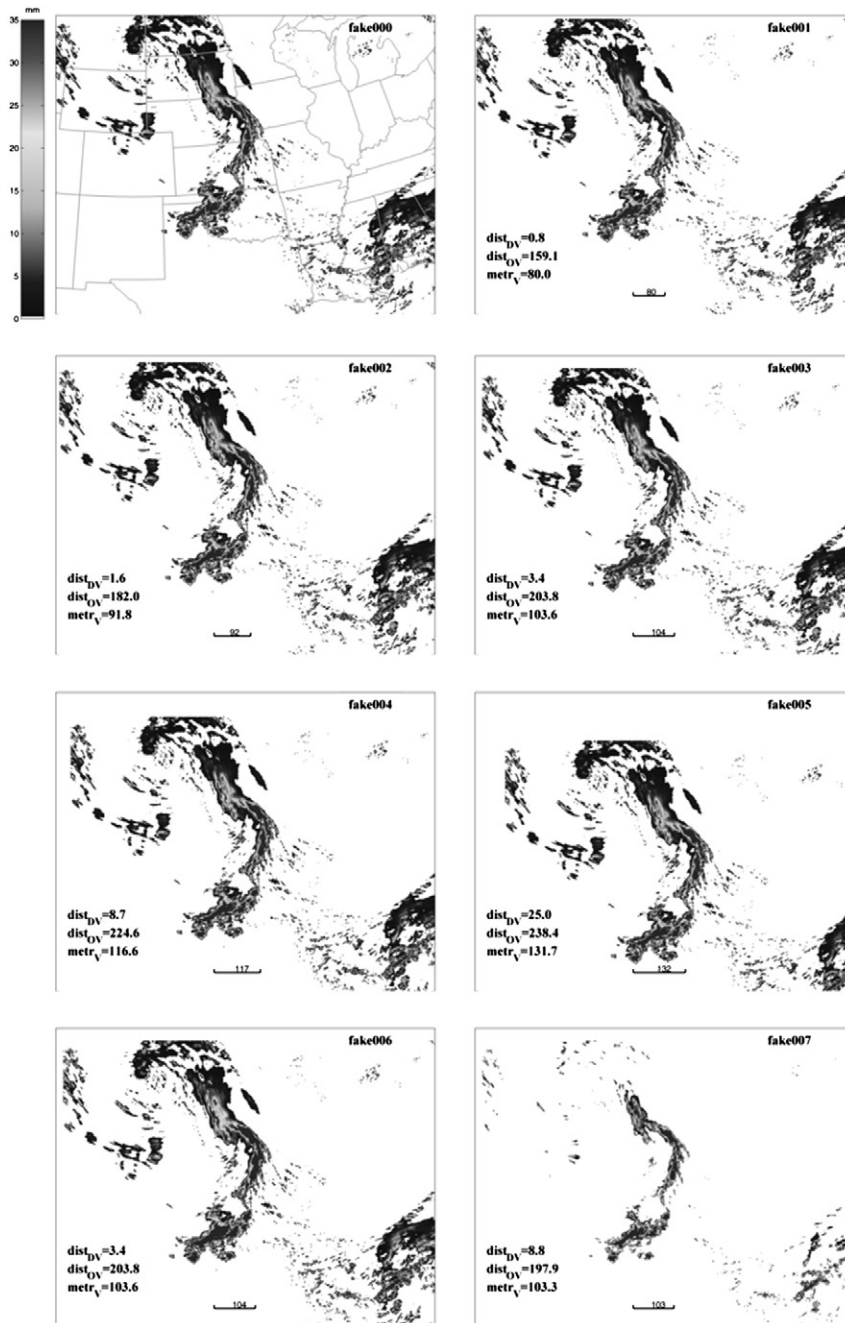 mm
35
30
25
20
15
10
5
0
fake000
fake001
dist_DV=0.8
dist_OV=159.1
metr_V=80.0
80
fake002
dist_DV=1.6
dist_OV=182.0
metr_V=91.8
92
fake003
dist_DV=3.4
dist_OV=203.8
metr_V=103.6
104
fake004
dist_DV=8.7
dist_OV=224.6
metr_V=116.6
117
fake005
dist_DV=25.0
dist_OV=238.4
metr_V=131.7
132
fake006
dist_DV=3.4
dist_OV=203.8
metr_V=103.6
104
fake007
dist_DV=8.8
dist_OV=197.9
metr_V=103.3
103